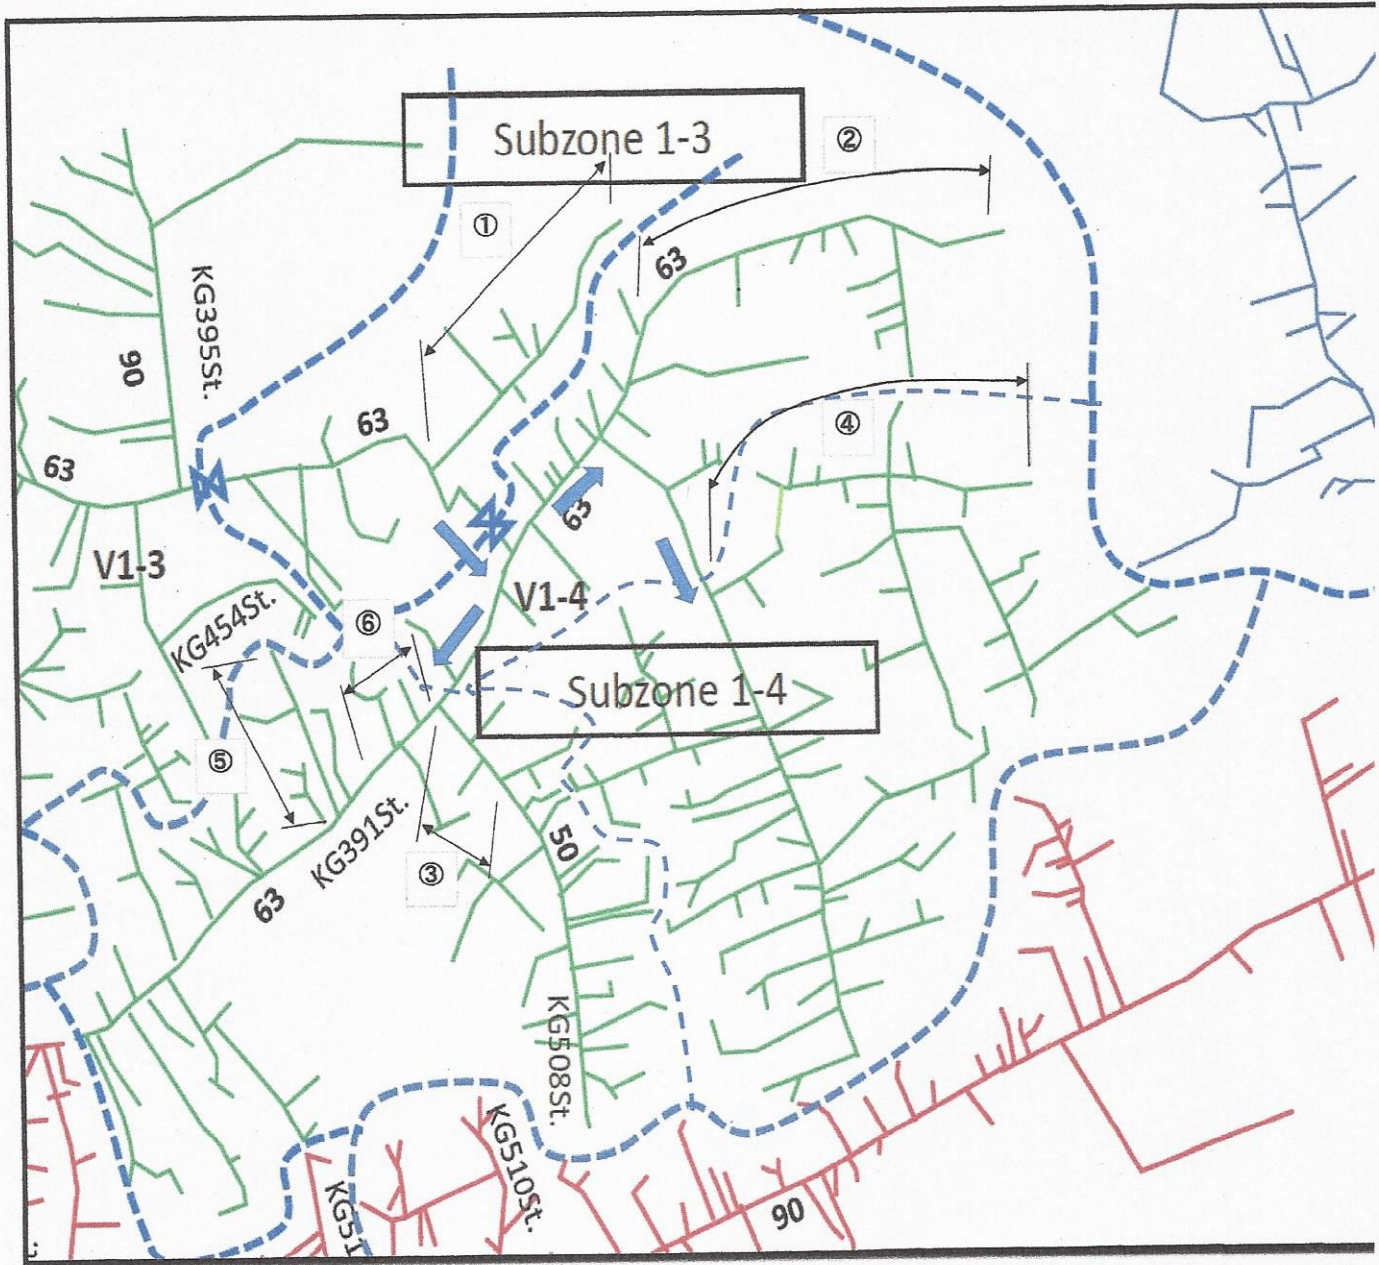 Subzone 1-3
②
①
63
KG395St.
90
63
④
63
63
V1-3
V1-4
⑥
KG454St.
Subzone 1-4
⑤
KG391St.
50
③
63
KG508St.
KG510St.
KG51
90